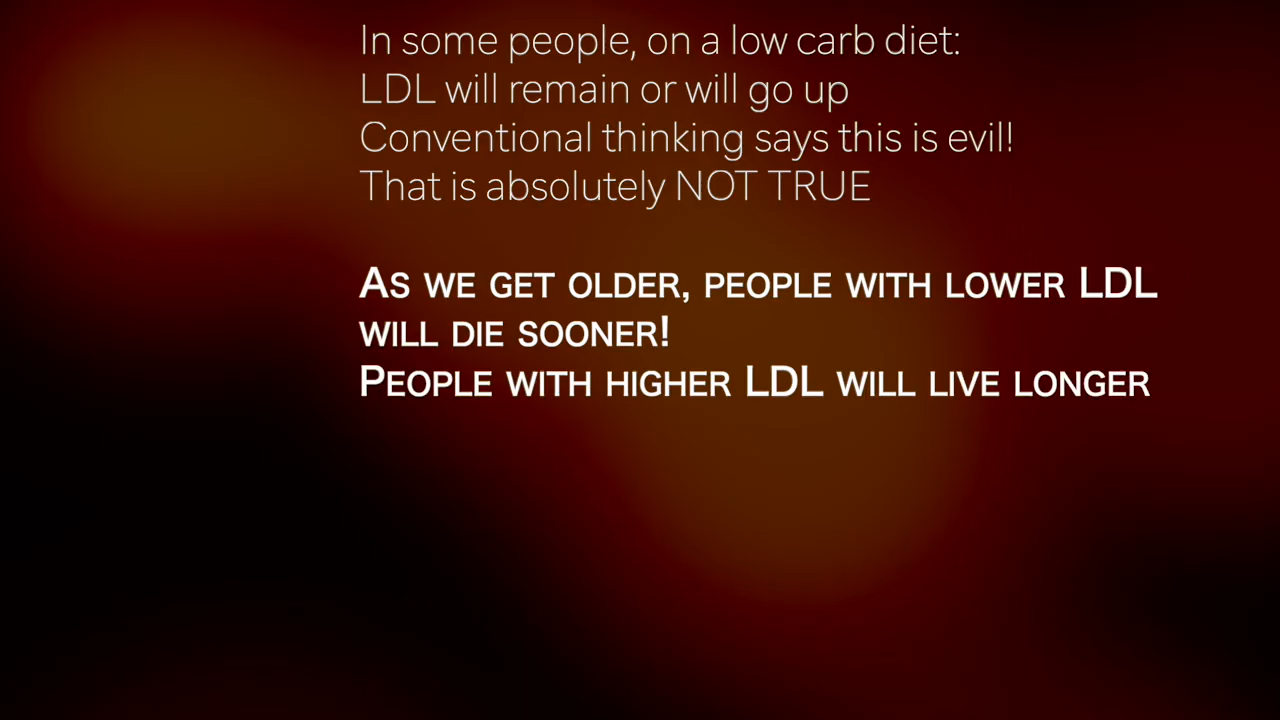 In some people, on a low carb diet:
LDL will remain or will go up
Conventional thinking says this is evil!
That is absolutely NOT TRUE
As we get older, people with lower LDL
will die sooner!
People with higher LDL will live longer